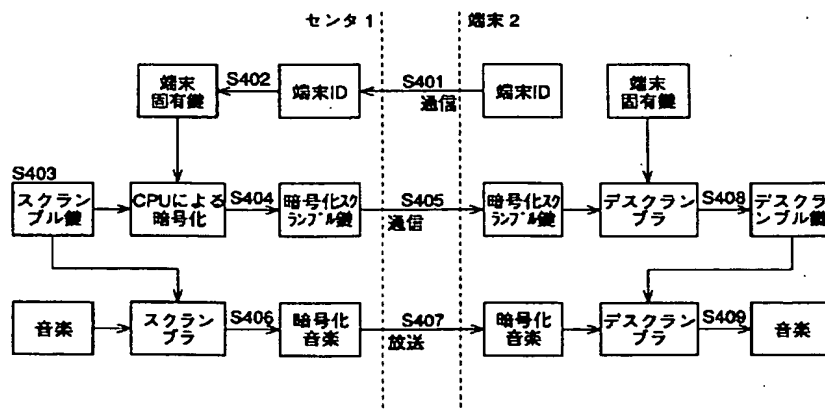 センタ 1
端末 2
端末
固有鍵
S402
端末ID
S401
通信
端末ID
端末
固有鍵
S403
スクラン
ブル鍵
CPUによる
暗号化
S404
暗号化スク
ランブル鍵
S405
通信
暗号化スク
ランブル鍵
デスクラン
ブラ
S408
デスクラ
ンブル鍵
音楽
スクラン
ブラ
S406
暗号化
音楽
S407
放送
暗号化
音楽
デスクラン
ブラ
S409
音楽